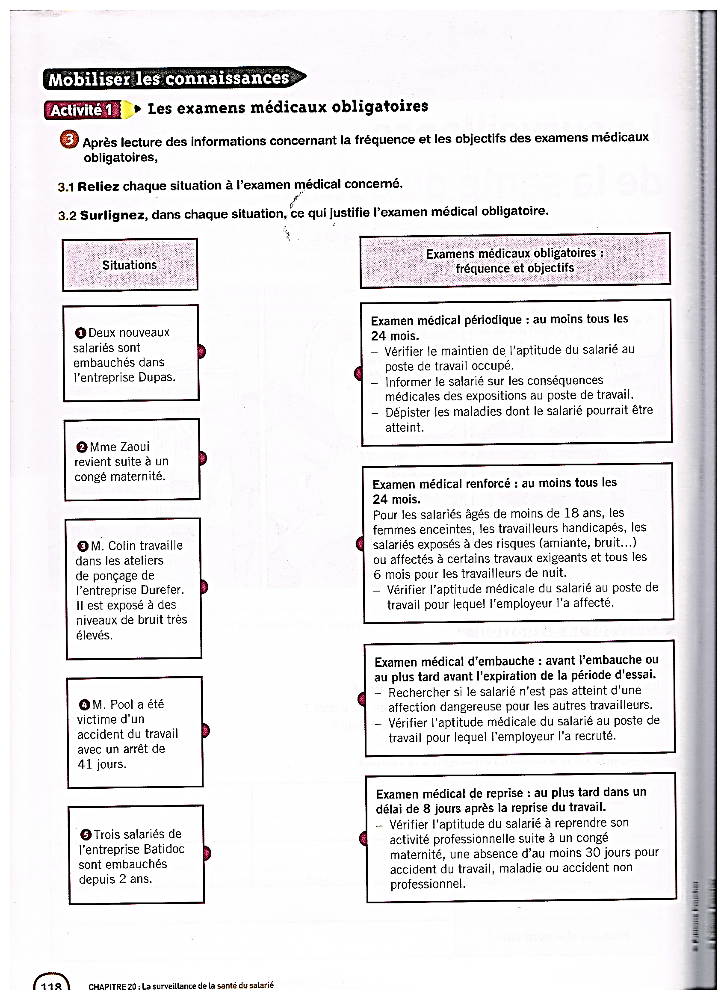 Mobiliser les connaissances
Activité 1 Les examens médicaux obligatoires
3 Après lecture des informations concernant la fréquence et les objectifs des examens médicaux
obligatoires,
3.1 Reliez chaque situation à l'examen médical concerné.
3.2 Surlignez, dans chaque situation, ce qui justifie l'examen médical obligatoire.
Situations
1 Deux nouveaux
salariés sont
embauchés dans
l'entreprise Dupas.
2 Mme Zaoui
revient suite à un
congé maternité.
3 M. Colin travaille
dans les ateliers
de ponçage de
l'entreprise Durefer.
Il est exposé à des
niveaux de bruit très
élevés.
4 M. Pool a été
victime d'un
accident du travail
avec un arrêt de
41 jours.
5 Trois salariés de
l'entreprise Batidoc
sont embauchés
depuis 2 ans.
Examens médicaux obligatoires :
fréquence et objectifs
Examen médical périodique : au moins tous les
24 mois.
– Vérifier le maintien de l'aptitude du salarié au
poste de travail occupé.
– Informer le salarié sur les conséquences
médicales des expositions au poste de travail.
– Dépister les maladies dont le salarié pourrait être
atteint.
Examen médical renforcé : au moins tous les
24 mois.
Pour les salariés âgés de moins de 18 ans, les
femmes enceintes, les travailleurs handicapés, les
salariés exposés à des risques (amiante, bruit...)
ou affectés à certains travaux exigeants et tous les
6 mois pour les travailleurs de nuit.
– Vérifier l'aptitude médicale du salarié au poste de
travail pour lequel l'employeur l'a affecté.
Examen médical d'embauche : avant l'embauche ou
au plus tard avant l'expiration de la période d'essai.
– Rechercher si le salarié n'est pas atteint d'une
affection dangereuse pour les autres travailleurs.
– Vérifier l'aptitude médicale du salarié au poste de
travail pour lequel l'employeur l'a recruté.
Examen médical de reprise : au plus tard dans un
délai de 8 jours après la reprise du travail.
– Vérifier l'aptitude du salarié à reprendre son
activité professionnelle suite à un congé
maternité, une absence d'au moins 30 jours pour
accident du travail, maladie ou accident non
professionnel.
118 CHAPITRE 20 : La surveillance de la santé du salarié